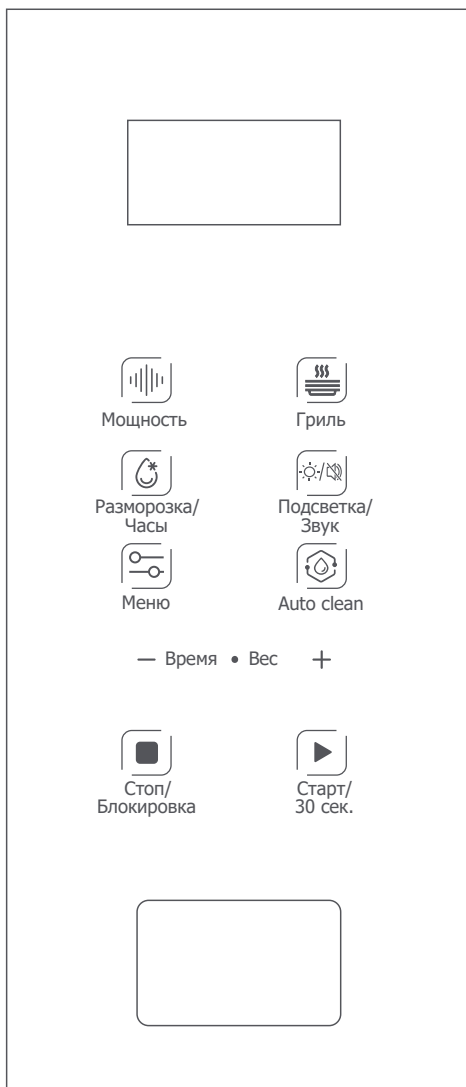 Мощность
Гриль
Разморозка/
Часы
Подсветка/
Звук
Меню
Auto clean
— Время • Вес +
Стоп/
Блокировка
Старт/
30 сек.